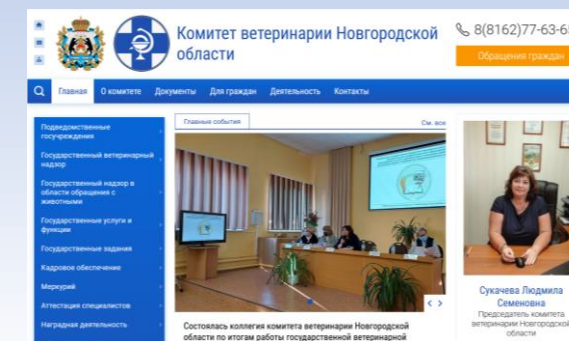 Комитет ветеринарии Новгородской
области
8(8162)77-63-65
Обращения граждан
Главная О комитете Документы Для граждан Деятельность Контакты
Подведомственные
госучреждения
Государственный ветеринарный
надзор
Государственный надзор в
области обращения с
животными
Государственные услуги и
функции
Государственные задания
Кадровое обеспечение
Меркурий
Аттестация специалистов
Наградная деятельность
Главные события
См. все
Состоялась коллегия комитета ветеринарии Новгородской
области по итогам работы государственной ветеринарной
Сукачева Людмила
Семеновна
Председатель комитета
ветеринарии Новгородской
области